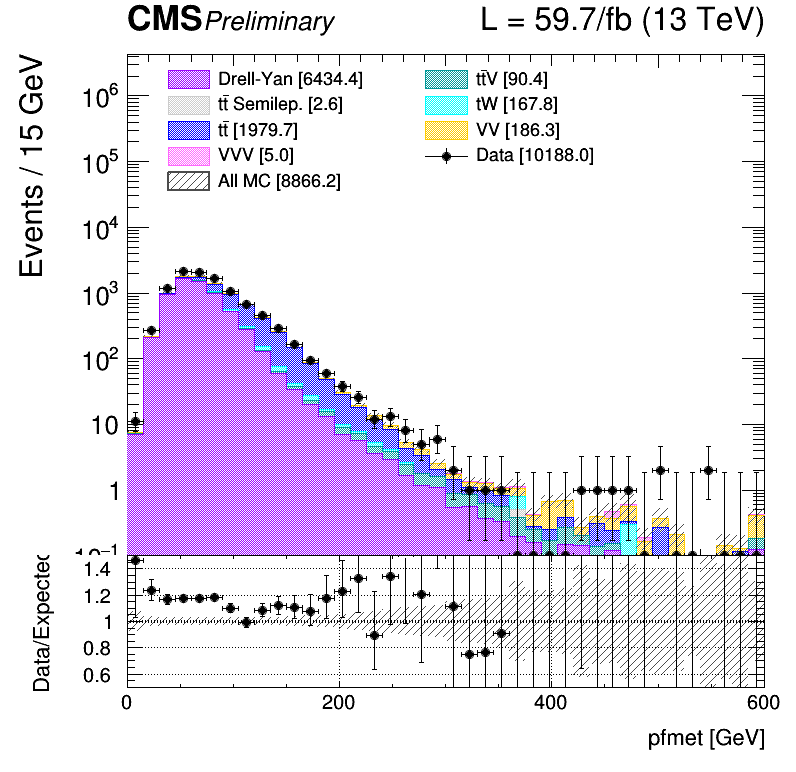 CMS Preliminary L = 59.7/fb (13 TeV)
Events / 15 GeV
Drell-Yan [6434.4]
tt̄ Semilep. [2.6]
tt̄ [1979.7]
VVV [5.0]
All MC [8866.2]
tt̄V [90.4]
tW [167.8]
VV [186.3]
Data [10188.0]
10⁶
10⁵
10⁴
10³
10²
10
1
10⁻¹
Data/Expected
1.4
1.2
1
0.8
0.6
0 200 400 600
pfmet [GeV]